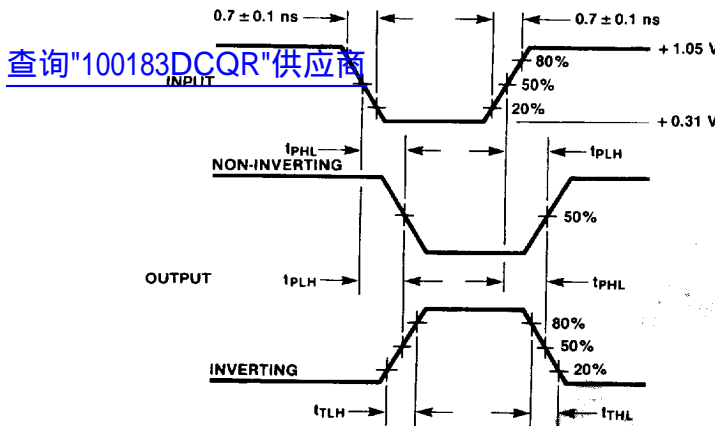 0.7 ± 0.1 ns
0.7 ± 0.1 ns
+ 1.05 V
查询"100183DCQR"供应商
INPUT
80%
50%
20%
+ 0.31 V
tPHL
tPLH
NON-INVERTING
50%
OUTPUT
tPLH
tPHL
80%
50%
20%
INVERTING
tTLH
tTHL